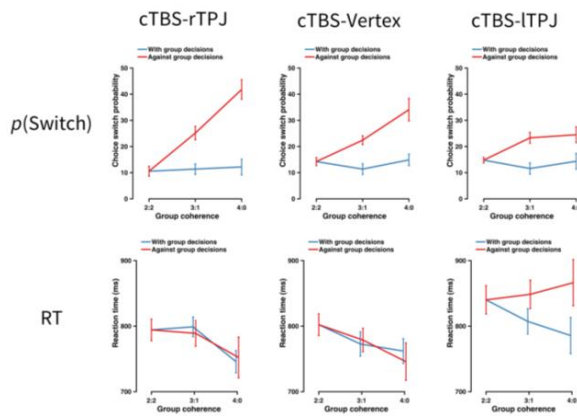 cTBS-rTPJ
cTBS-Vertex
cTBS-lTPJ
p(Switch)
With group decisions
Against group decisions
50
40
30
20
10
0
Choice switch probability
2:2 3:1 4:0
Group coherence
With group decisions
Against group decisions
50
40
30
20
10
0
Choice switch probability
2:2 3:1 4:0
Group coherence
With group decisions
Against group decisions
50
40
30
20
10
0
Choice switch probability
2:2 3:1 4:0
Group coherence
RT
With group decisions
Against group decisions
900
800
700
Reaction time (ms)
2:2 3:1 4:0
Group coherence
With group decisions
Against group decisions
900
800
700
Reaction time (ms)
2:2 3:1 4:0
Group coherence
With group decisions
Against group decisions
900
800
700
Reaction time (ms)
2:2 3:1 4:0
Group coherence